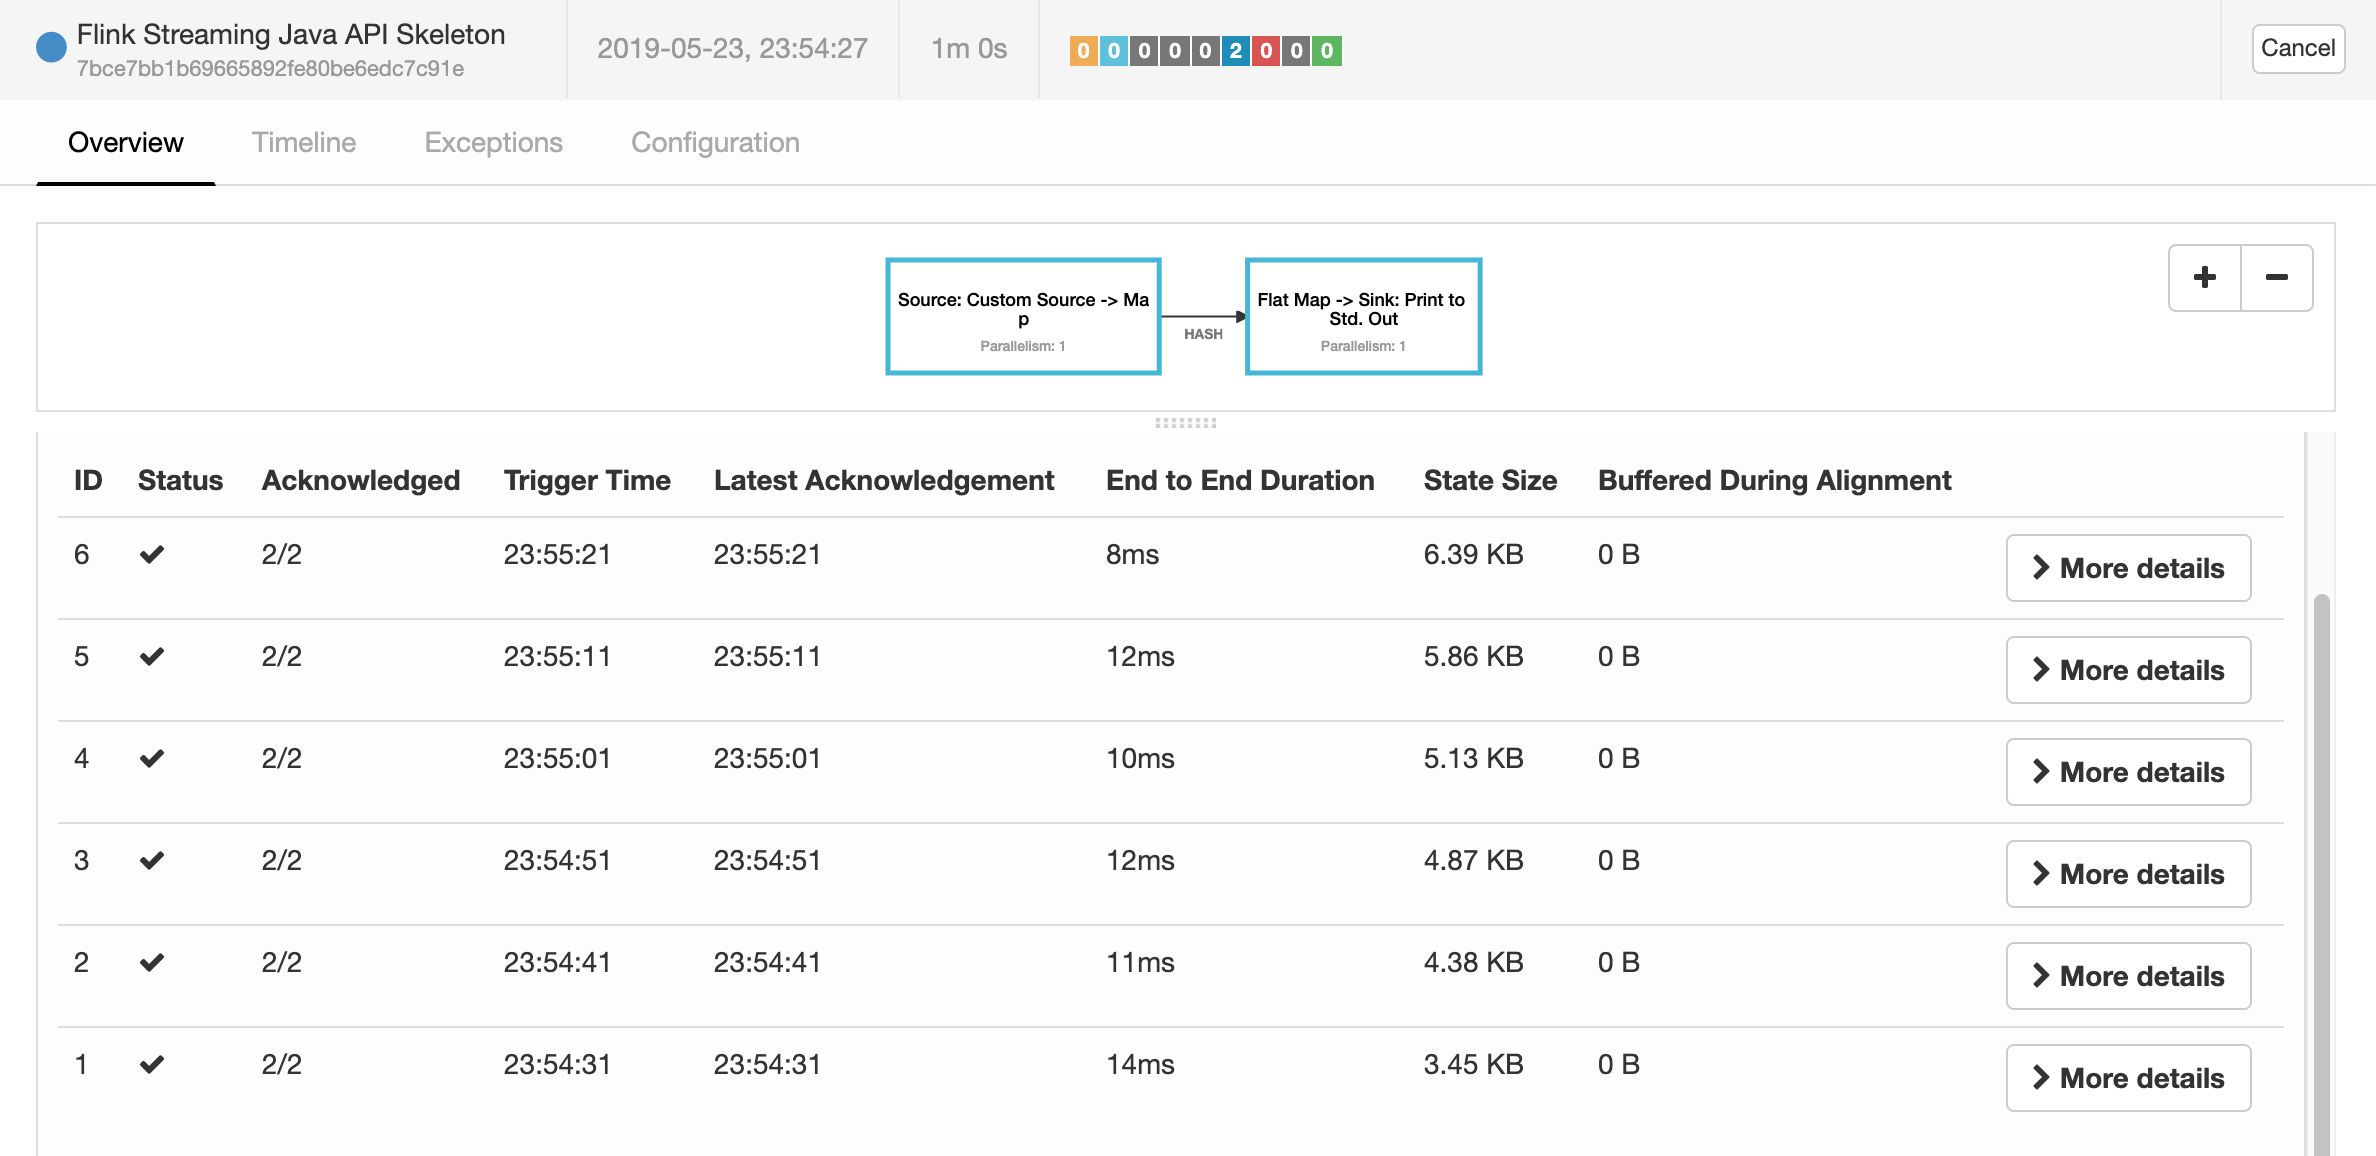 Flink Streaming Java API Skeleton
7bce7bb1b69665892fe80be6edc7c91e
2019-05-23, 23:54:27
1m 0s
0 0 0 0 0 2 0 0 0
Cancel
Overview Timeline Exceptions Configuration
Source: Custom Source -> Ma
p
Parallelism: 1
HASH
Flat Map -> Sink: Print to
Std. Out
Parallelism: 1
+ −
ID Status Acknowledged Trigger Time Latest Acknowledgement End to End Duration State Size Buffered During Alignment
6 ✔ 2/2 23:55:21 23:55:21 8ms 6.39 KB 0 B More details
5 ✔ 2/2 23:55:11 23:55:11 12ms 5.86 KB 0 B More details
4 ✔ 2/2 23:55:01 23:55:01 10ms 5.13 KB 0 B More details
3 ✔ 2/2 23:54:51 23:54:51 12ms 4.87 KB 0 B More details
2 ✔ 2/2 23:54:41 23:54:41 11ms 4.38 KB 0 B More details
1 ✔ 2/2 23:54:31 23:54:31 14ms 3.45 KB 0 B More details